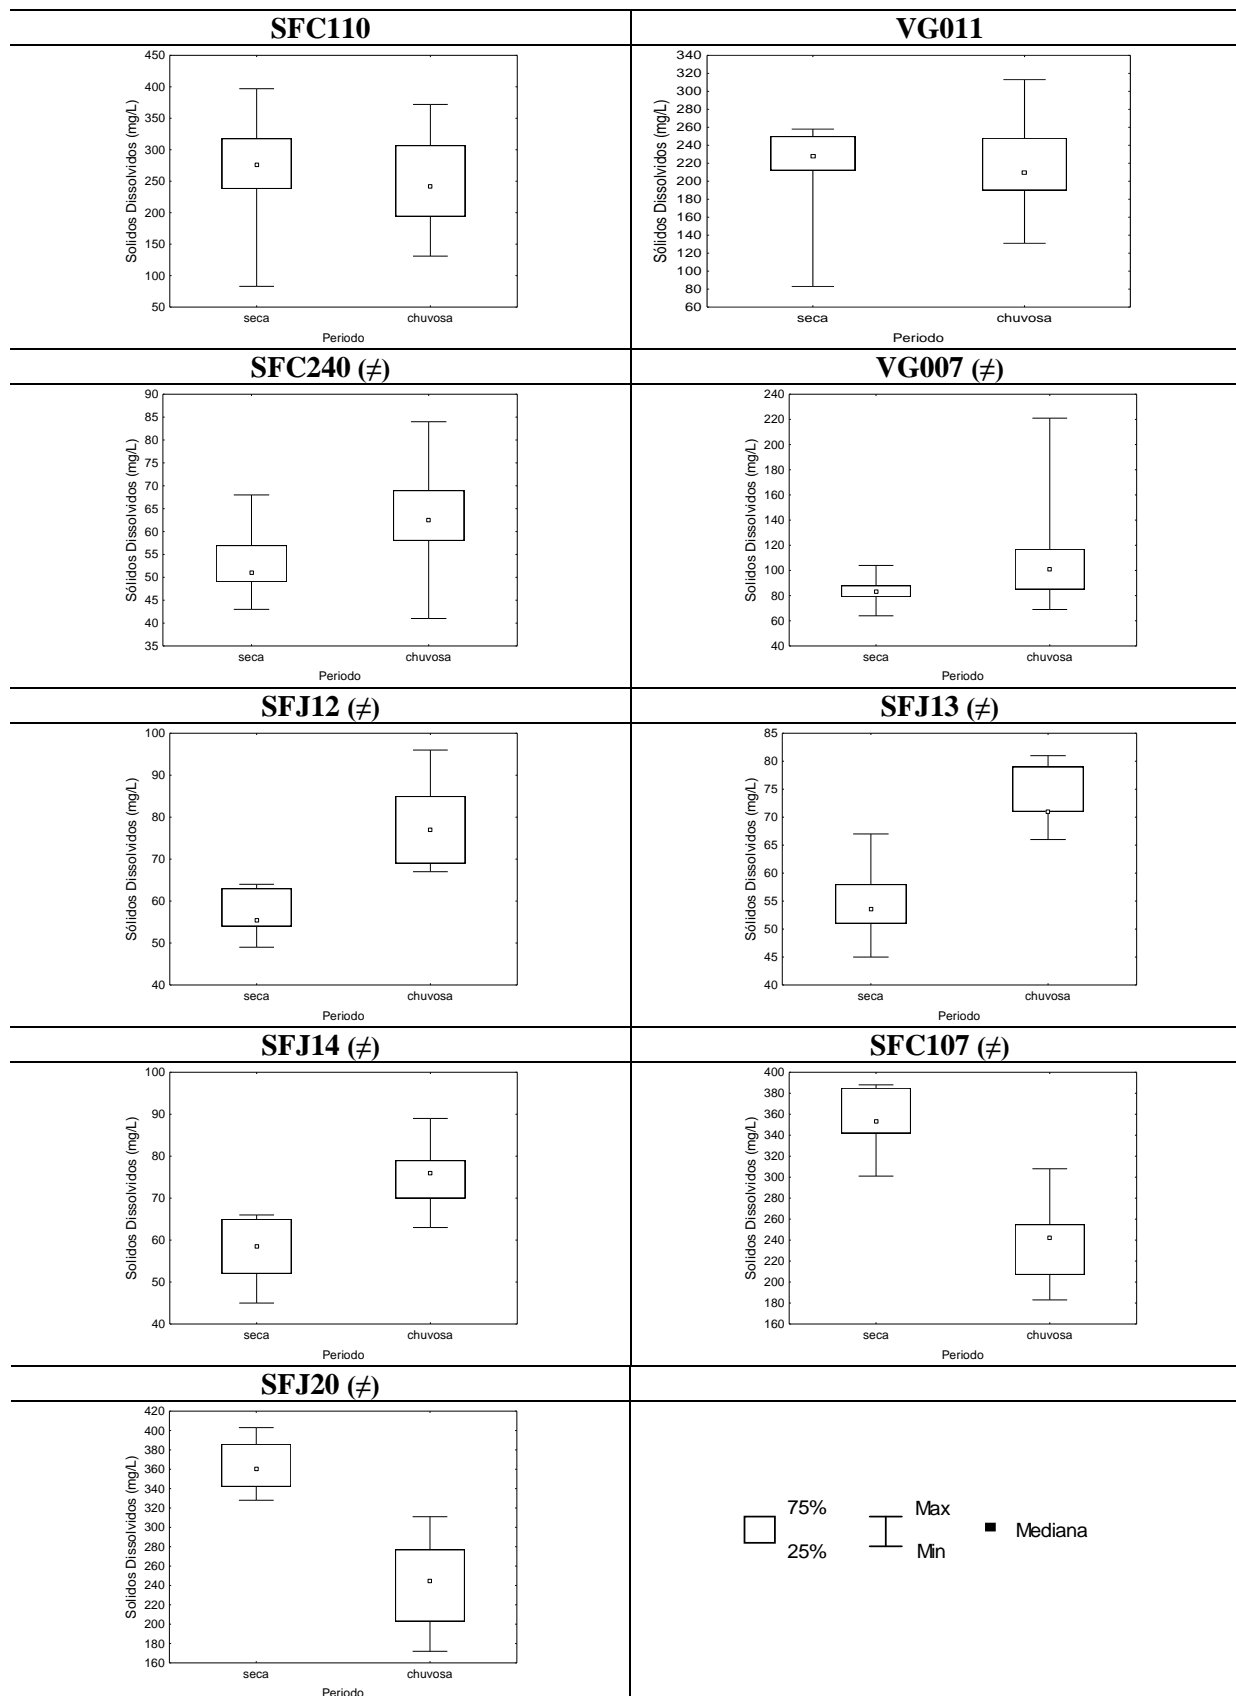 SFC110
VG011
Solidos Dissolvidos (mg/L)
450
400
350
300
250
200
150
100
50
seca
chuvosa
Periodo
Sólidos Dissolvidos (mg/L)
340
320
300
280
260
240
220
200
180
160
140
120
100
80
60
seca
chuvosa
Periodo
SFC240 (≠)
VG007 (≠)
Sólidos Dissolvidos (mg/L)
90
85
80
75
70
65
60
55
50
45
40
35
seca
chuvosa
Periodo
Solidos Dissolvidos (mg/L)
240
220
200
180
160
140
120
100
80
60
40
seca
chuvosa
Periodo
SFJ12 (≠)
SFJ13 (≠)
Sólidos Dissolvidos (mg/L)
100
90
80
70
60
50
40
seca
chuvosa
Periodo
Sólidos Dissolvidos (mg/L)
85
80
75
70
65
60
55
50
45
40
seca
chuvosa
Periodo
SFJ14 (≠)
SFC107 (≠)
Solidos Dissolvidos (mg/L)
100
90
80
70
60
50
40
seca
chuvosa
Periodo
Solidos Dissolvidos (mg/L)
400
380
360
340
320
300
280
260
240
220
200
180
160
seca
chuvosa
Periodo
SFJ20 (≠)
Solidos Dissolvidos (mg/L)
420
400
380
360
340
320
300
280
260
240
220
200
180
160
seca
chuvosa
Periodo
75%
25%
Max
Min
Mediana